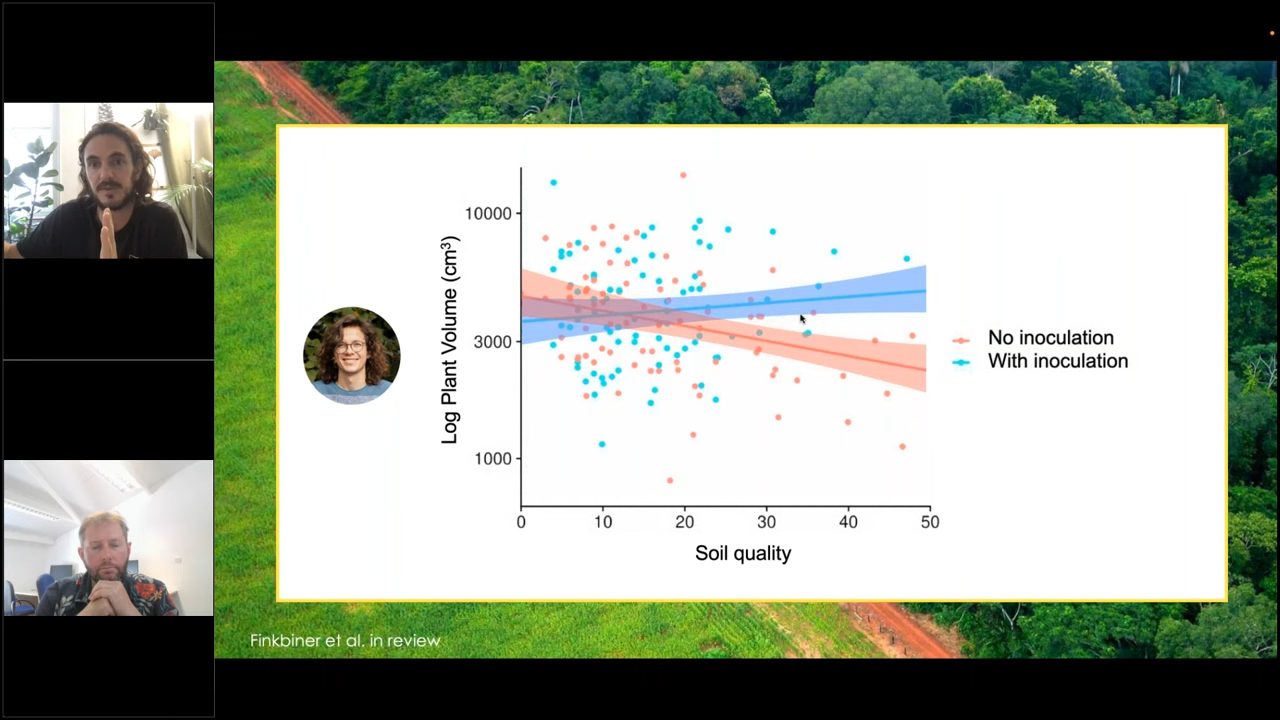 Log Plant Volume (cm³)
10000
3000
1000
0 10 20 30 40 50
Soil quality
No inoculation
With inoculation
Finkbiner et al. in review